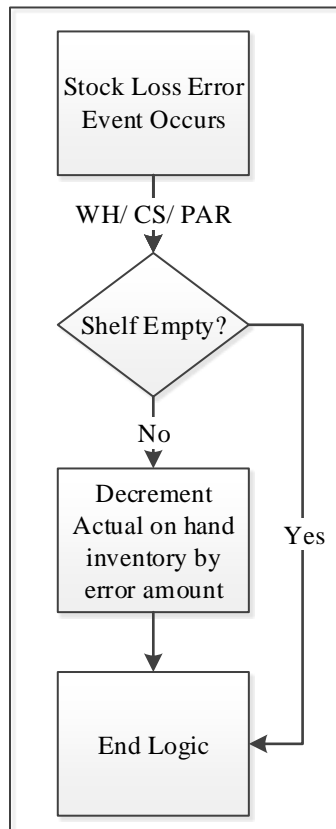 Stock Loss Error
Event Occurs
WH/ CS/ PAR
Shelf Empty?
No
Decrement
Actual on hand
inventory by
error amount
Yes
End Logic